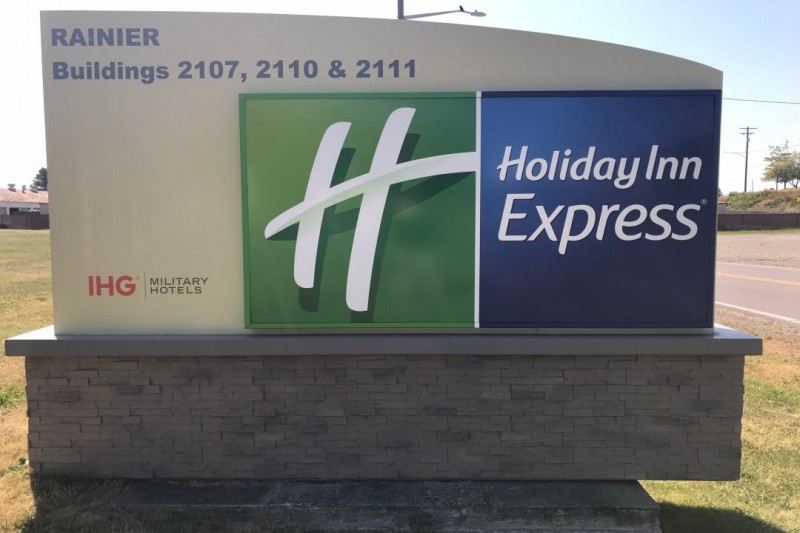 RAINIER
Buildings 2107, 2110 & 2111
H
Holiday Inn
Express®
IHG® | MILITARY
HOTELS